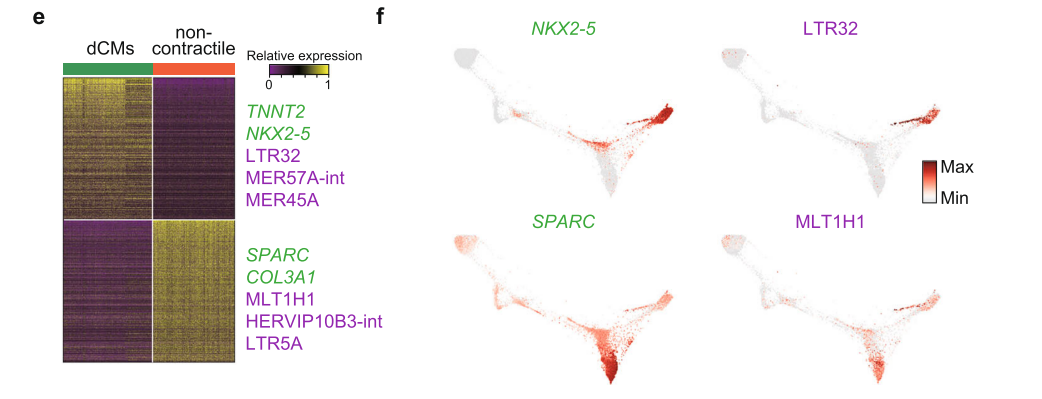 e
dCMs
non-
contractile
Relative expression
0 1
TNNT2
NKX2-5
LTR32
MER57A-int
MER45A
SPARC
COL3A1
MLT1H1
HERVIP10B3-int
LTR5A
f
NKX2-5
LTR32
SPARC
MLT1H1
Max
Min